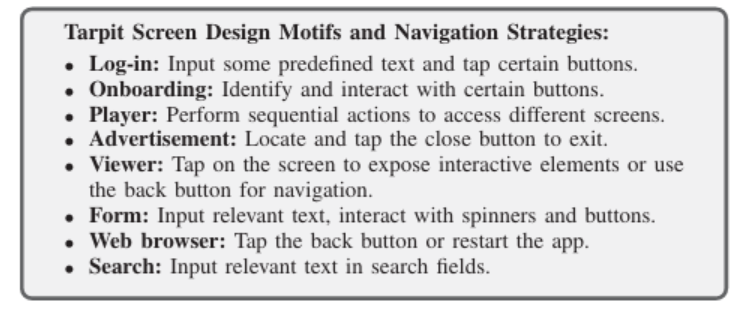 Tarpit Screen Design Motifs and Navigation Strategies:
• Log-in: Input some predefined text and tap certain buttons.
• Onboarding: Identify and interact with certain buttons.
• Player: Perform sequential actions to access different screens.
• Advertisement: Locate and tap the close button to exit.
• Viewer: Tap on the screen to expose interactive elements or use
the back button for navigation.
• Form: Input relevant text, interact with spinners and buttons.
• Web browser: Tap the back button or restart the app.
• Search: Input relevant text in search fields.